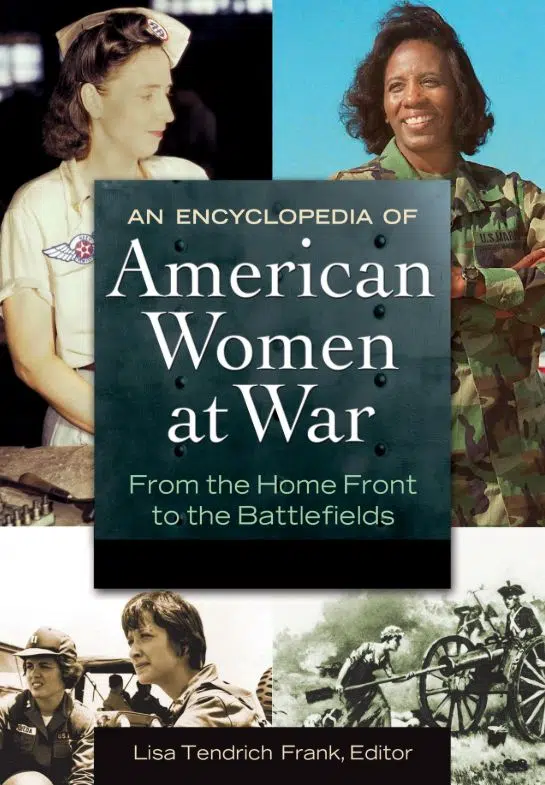 AN ENCYCLOPEDIA OF
American
Women
at War
From the Home Front
to the Battlefields
Lisa Tendrich Frank, Editor